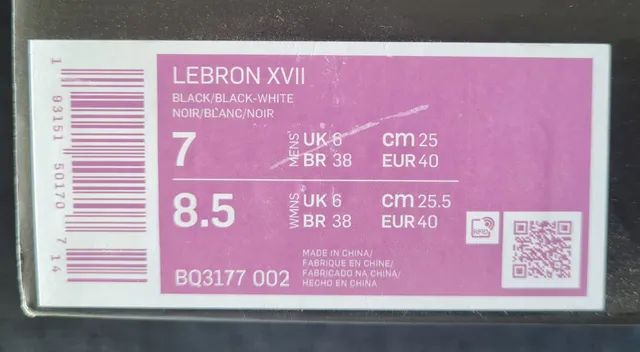 1 93151 50170 7 14
LEBRON XVII
BLACK/BLACK-WHITE
NOIR/BLANC/NOIR
7 MENS UK 6 cm 25
BR 38 EUR 40
8.5 WMNS UK 6 cm 25.5
BR 38 EUR 40
RFID
MADE IN CHINA/
FABRIQUE EN CHINE/
FABRICADO NA CHINA/
HECHO EN CHINA
BQ3177 002